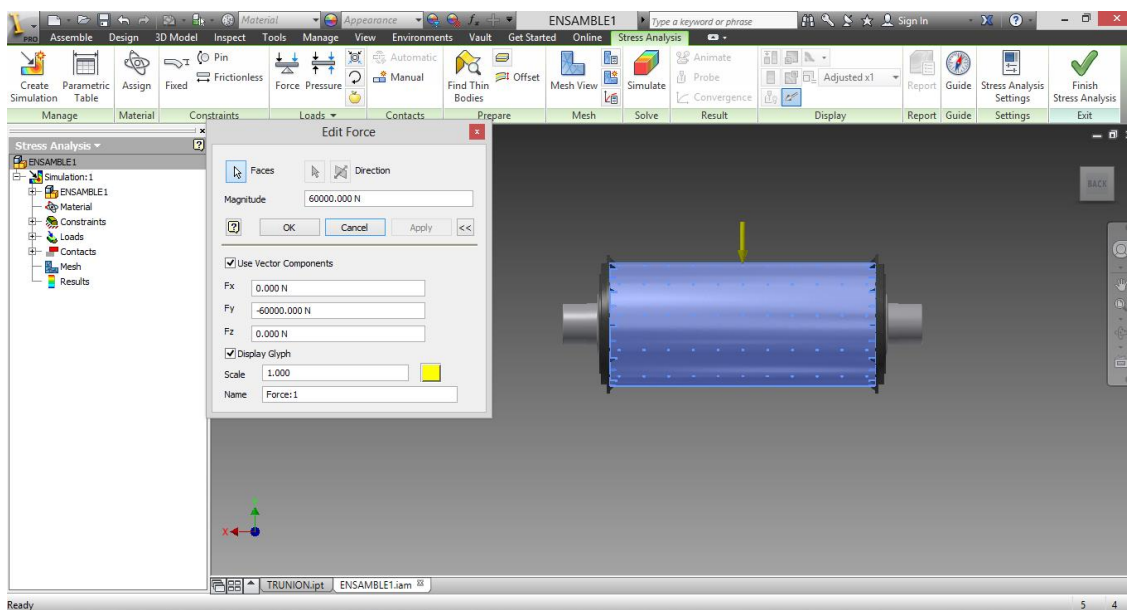 Material
Appearance
ENSAMBLE1
Type a keyword or phrase
Sign In
PRO
Assemble Design 3D Model Inspect Tools Manage View Environments Vault Get Started Online Stress Analysis
Create Simulation
Parametric Table
Assign
Fixed
Pin
Frictionless
Force
Pressure
Automatic
Manual
Find Thin Bodies
Offset
Mesh View
Simulate
Animate
Probe
Convergence
Adjusted x1
Report
Guide
Stress Analysis Settings
Finish Stress Analysis
Manage Material Constraints Loads Contacts Prepare Mesh Solve Result Display Report Guide Settings Exit
Stress Analysis
ENSAMBLE1
Simulation:1
ENSAMBLE1
Material
Constraints
Loads
Contacts
Mesh
Results
Edit Force
Faces
Direction
Magnitude 60000.000 N
OK Cancel Apply <<
Use Vector Components
Fx 0.000 N
Fy -60000.000 N
Fz 0.000 N
Display Glyph
Scale 1.000
Name Force:1
BACK
X
TRUNION.ipt ENSAMBLE1.iam
Ready
5 4